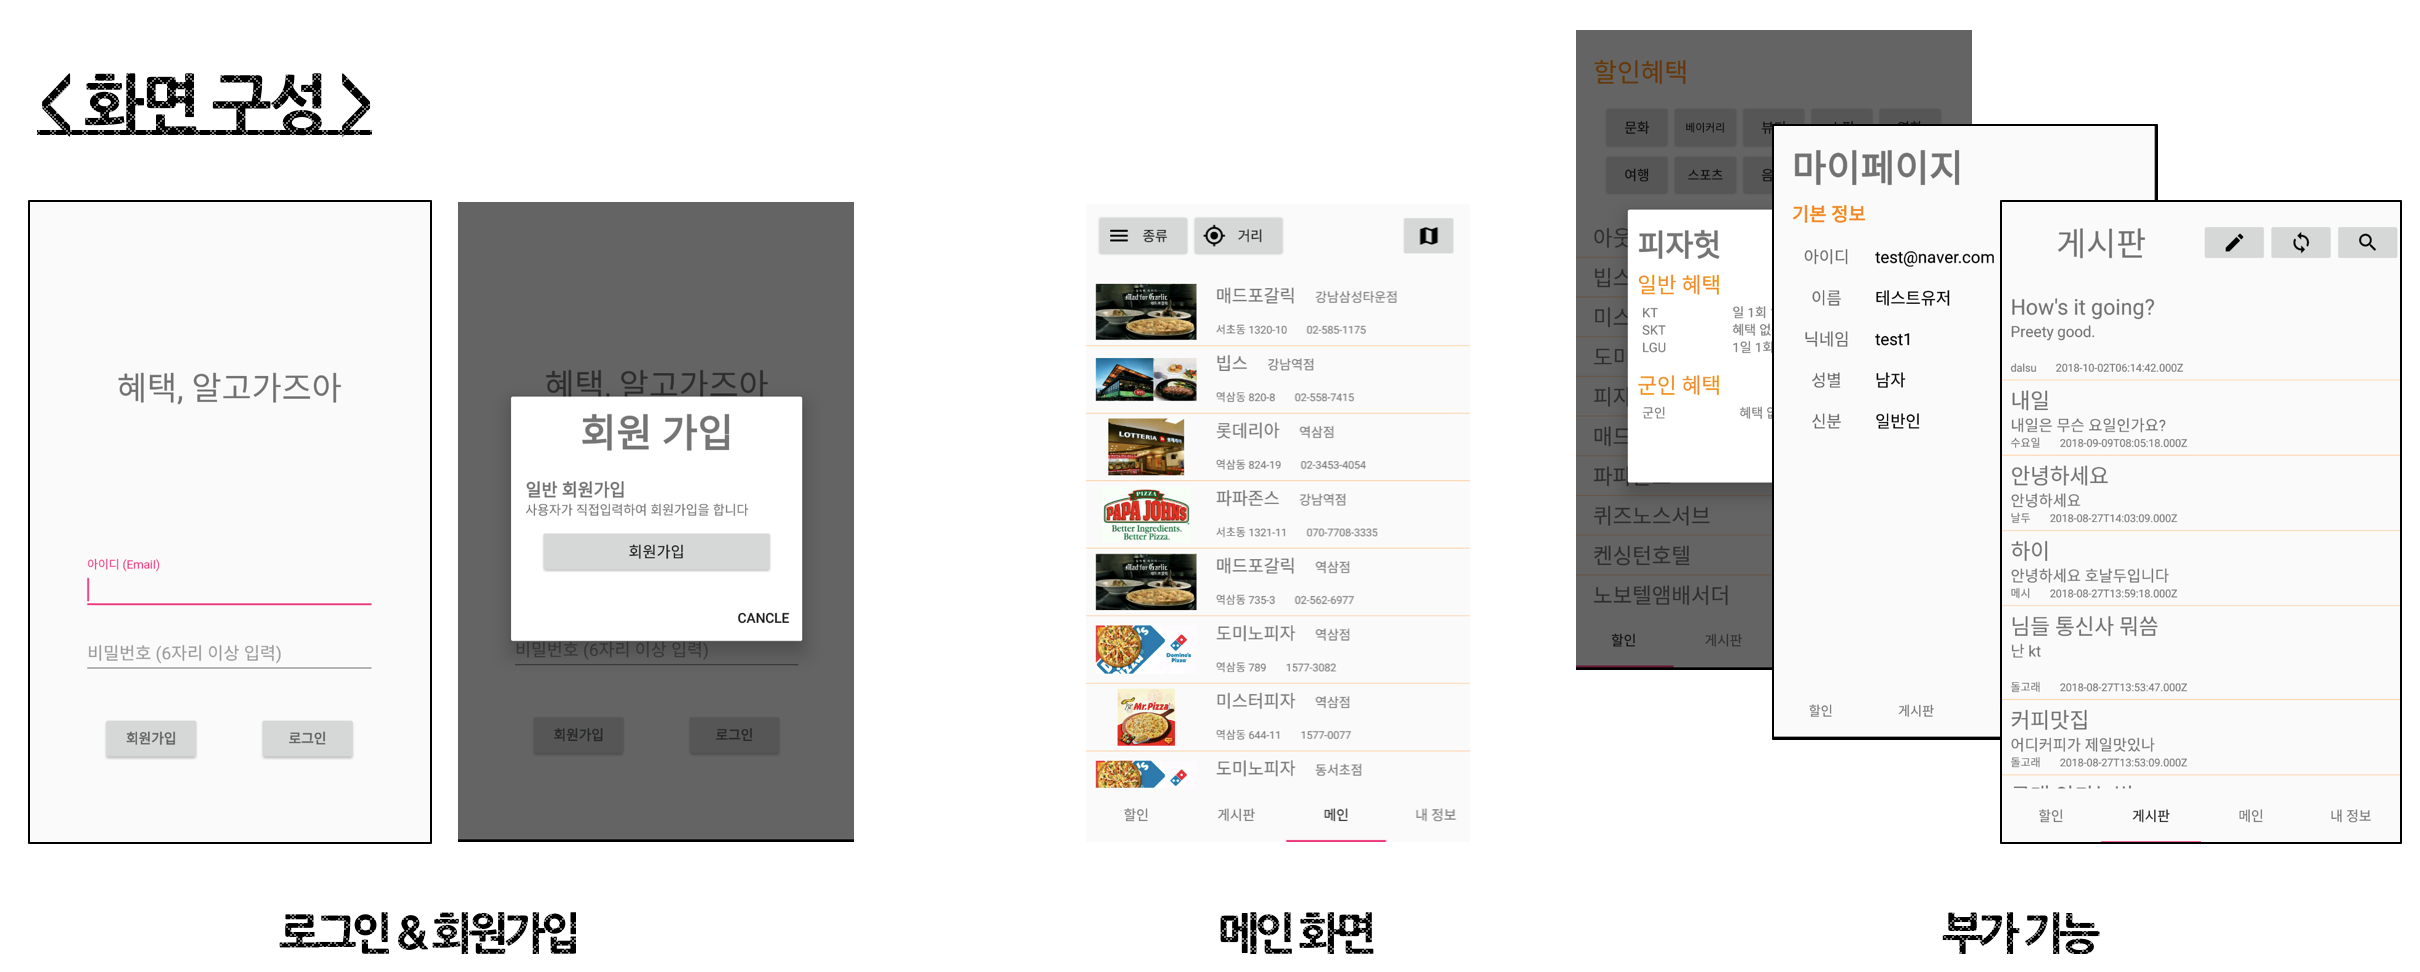 < 화면 구성 >
혜택, 알고가즈아
아이디 (Email)
비밀번호 (6자리 이상 입력)
회원가입 로그인
혜택, 알고가즈아
회원 가입
일반 회원가입
사용자가 직접입력하여 회원가입을 합니다
회원가입
CANCLE
비밀번호 (6자리 이상 입력)
회원가입 로그인
로그인 & 회원가입
종류 거리
매드포갈릭 강남삼성타운점
서초동 1320-10 02-585-1175
빕스 강남역점
역삼동 820-8 02-558-7415
LOTTERIA
롯데리아 역삼점
역삼동 824-19 02-3453-4054
PIZZA
PAPA JOHNS
Better Ingredients.
Better Pizza.
파파존스 강남역점
서초동 1321-11 070-7708-3335
매드포갈릭 역삼점
역삼동 735-3 02-562-6977
Domino's
Pizza
도미노피자 역삼점
역삼동 789 1577-3082
Mr.Pizza
미스터피자 역삼점
역삼동 644-11 1577-0077
도미노피자 동서초점
할인 게시판 메인 내 정보
메인 화면
할인혜택
문화 베이커리
여행 스포츠
피자헛
일반 혜택
KT 일 1회
SKT 혜택 없
LGU 1일 1회
군인 혜택
군인 혜택
퀴즈노스서브
켄싱턴호텔
노보텔앰배서더
할인 게시판
마이페이지
기본 정보
아이디 test@naver.com
이름 테스트유저
닉네임 test1
성별 남자
신분 일반인
할인 게시판
게시판
How's it going?
Preety good.
dalsu 2018-10-02T06:14:42.000Z
내일
내일은 무슨 요일인가요?
수요일 2018-09-09T08:05:18.000Z
안녕하세요
안녕하세요
날두 2018-08-27T14:03:09.000Z
하이
안녕하세요 호날두입니다
메시 2018-08-27T13:59:18.000Z
님들 통신사 뭐씀
난 kt
돌고래 2018-08-27T13:53:47.000Z
커피맛집
어디커피가 제일맛있나
돌고래 2018-08-27T13:53:09.000Z
할인 게시판 메인 내 정보
부가 기능